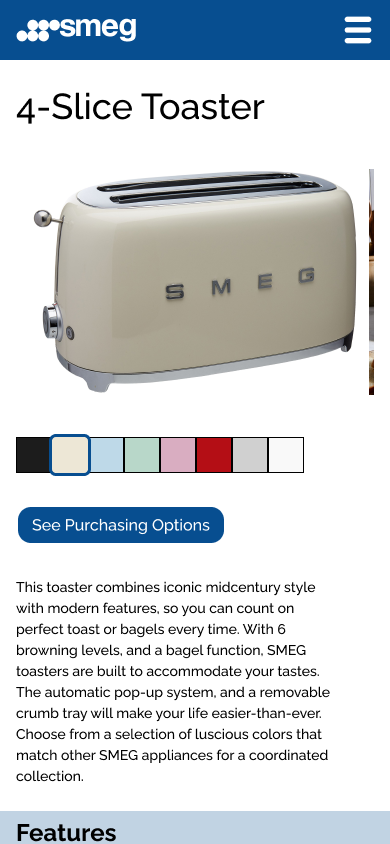 smeg
4-Slice Toaster
SMEG
See Purchasing Options
This toaster combines iconic midcentury style
with modern features, so you can count on
perfect toast or bagels every time. With 6
browning levels, and a bagel function, SMEG
toasters are built to accommodate your tastes.
The automatic pop-up system, and a removable
crumb tray will make your life easier-than-ever.
Choose from a selection of luscious colors that
match other SMEG appliances for a coordinated
collection.
Features